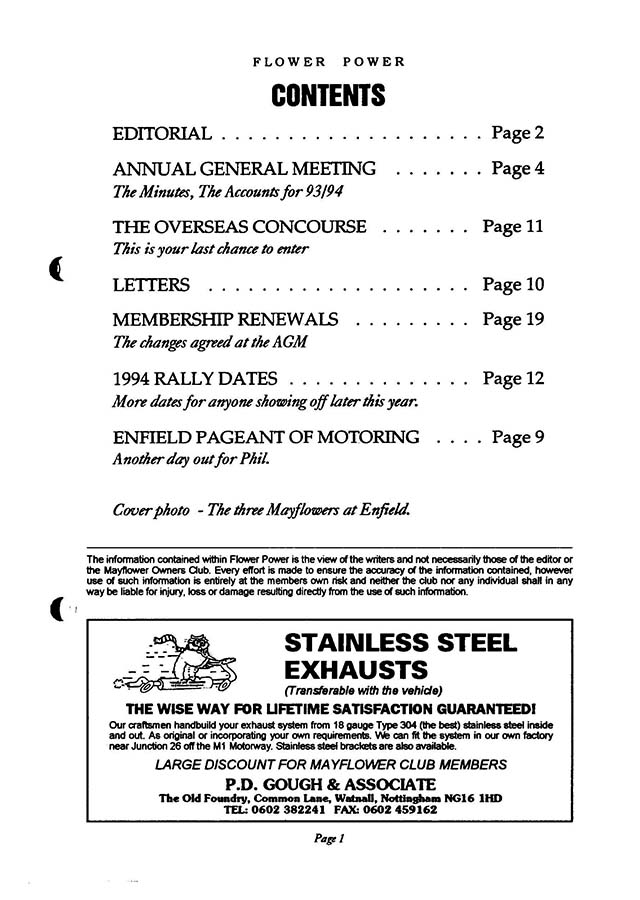 FLOWER POWER
CONTENTS
EDITORIAL . . . . . . . . . . . . . . . . . . . . Page 2
ANNUAL GENERAL MEETING . . . . . . . Page 4
The Minutes, The Accounts for 93/94
THE OVERSEAS CONCOURSE . . . . . . . Page 11
This is your last chance to enter
LETTERS . . . . . . . . . . . . . . . . . . . . Page 10
MEMBERSHIP RENEWALS . . . . . . . . . Page 19
The changes agreed at the AGM
1994 RALLY DATES . . . . . . . . . . . . . . Page 12
More dates for anyone showing off later this year.
ENFIELD PAGEANT OF MOTORING . . . . Page 9
Another day out for Phil.
Cover photo - The three Mayflowers at Enfield.
The information contained within Flower Power is the view of the writers and not necessarily those of the editor or
the Mayflower Owners Club. Every effort is made to ensure the accuracy of the information contained, however
use of such information is entirely at the members own risk and neither the club nor any individual shall in any
way be liable for injury, loss or damage resulting directly from the use of such information.
STAINLESS STEEL
EXHAUSTS
(Transferable with the vehicle)
THE WISE WAY FOR LIFETIME SATISFACTION GUARANTEED!
Our craftsmen handbuild your exhaust system from 18 gauge Type 304 (the best) stainless steel inside
and out. As original or incorporating your own requirements. We can fit the system in our own factory
near Junction 26 off the M1 Motorway. Stainless steel brackets are also available.
LARGE DISCOUNT FOR MAYFLOWER CLUB MEMBERS
P.D. GOUGH & ASSOCIATE
The Old Foundry, Common Lane, Watnall, Nottingham NG16 1HD
TEL: 0602 382241 FAX: 0602 459162
Page 1